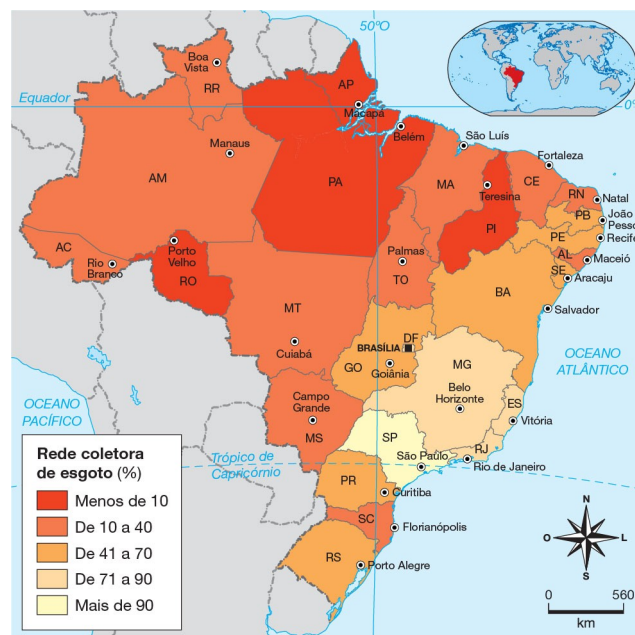 50°O
Boa
Vista
RR
AP
Equador
0°
Macapá
Belém
São Luís
Manaus
Fortaleza
AM
PA
MA
CE
Teresina
RN
Natal
PB
João
Pesso
PI
PE
Recife
AC
Porto
Velho
Palmas
AL
Maceió
Rio
Branco
RO
TO
SE
Aracaju
BA
MT
Salvador
DF
BRASÍLIA
Cuiabá
GO
Goiânia
MG
OCEANO
ATLÂNTICO
Belo
Horizonte
Campo
Grande
ES
OCEANO
PACÍFICO
Vitória
MS
SP
RJ
São Paulo
Rio de Janeiro
Trópico de
Capricórnio
PR
Curitiba
SC
Florianópolis
RS
Porto Alegre
Rede coletora
de esgoto (%)
Menos de 10
De 10 a 40
De 41 a 70
De 71 a 90
Mais de 90
N
O
L
S
0
560
km